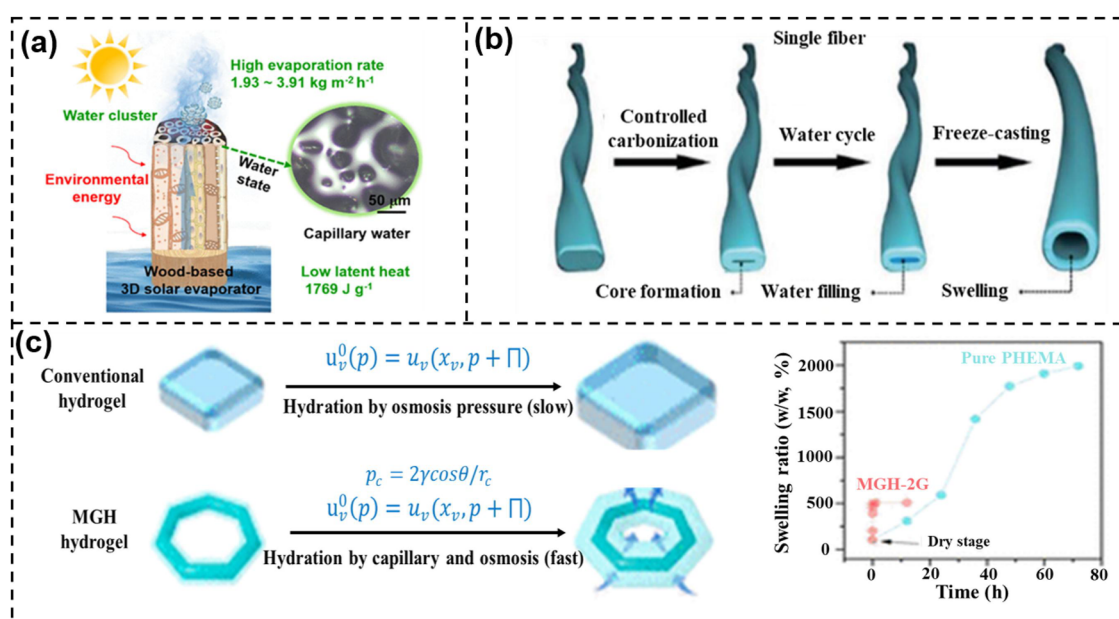 (a)
High evaporation rate
1.93 ~ 3.91 kg m⁻² h⁻¹
Water cluster
Water
state
Environmental
energy
50 μm
Capillary water
Wood-based
3D solar evaporator
Low latent heat
1769 J g⁻¹
(b)
Single fiber
Controlled
carbonization
Water cycle
Freeze-casting
Core formation
Water filling
Swelling
(c)
Conventional
hydrogel
u⁰ᵥ(p) = uᵥ(xᵥ, p + ∏)
Hydration by osmosis pressure (slow)
MGH
hydrogel
p_c = 2γcosθ/r_c
u⁰ᵥ(p) = uᵥ(xᵥ, p + ∏)
Hydration by capillary and osmosis (fast)
Swelling ratio (w/w, %)
2000
1500
2000
500
0
Pure PHEMA
MGH-2G
Dry stage
0
20
40
60
80
Time (h)